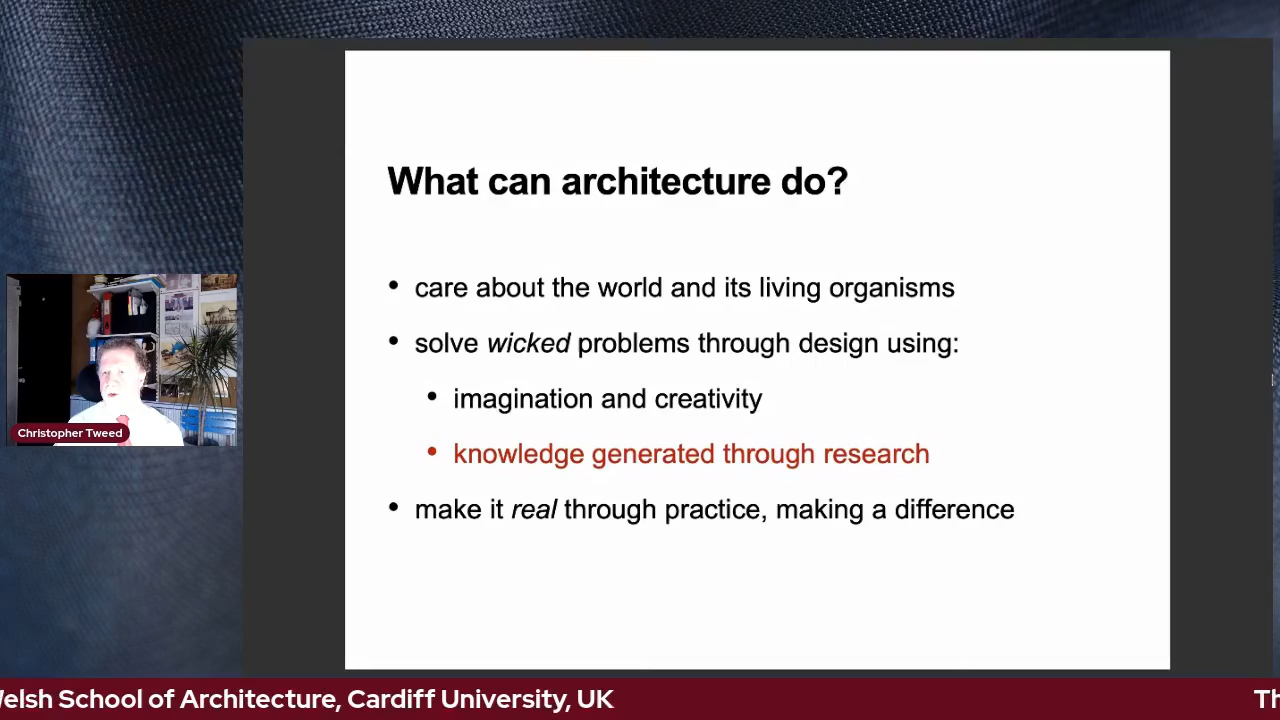 What can architecture do?
• care about the world and its living organisms
• solve wicked problems through design using:
• imagination and creativity
• knowledge generated through research
• make it real through practice, making a difference
Christopher Tweed
elsh School of Architecture, Cardiff University, UK
Th